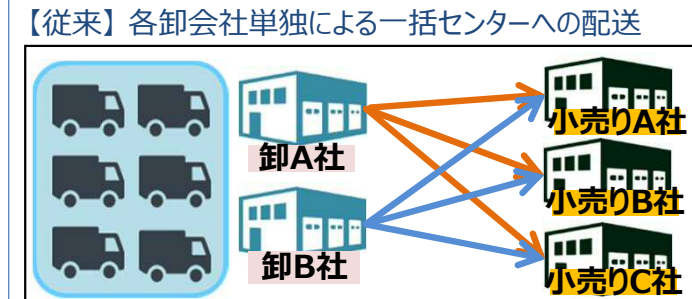 【従来】各卸会社単独による一括センターへの配送
卸A社
卸B社
小売りA社
小売りB社
小売りC社